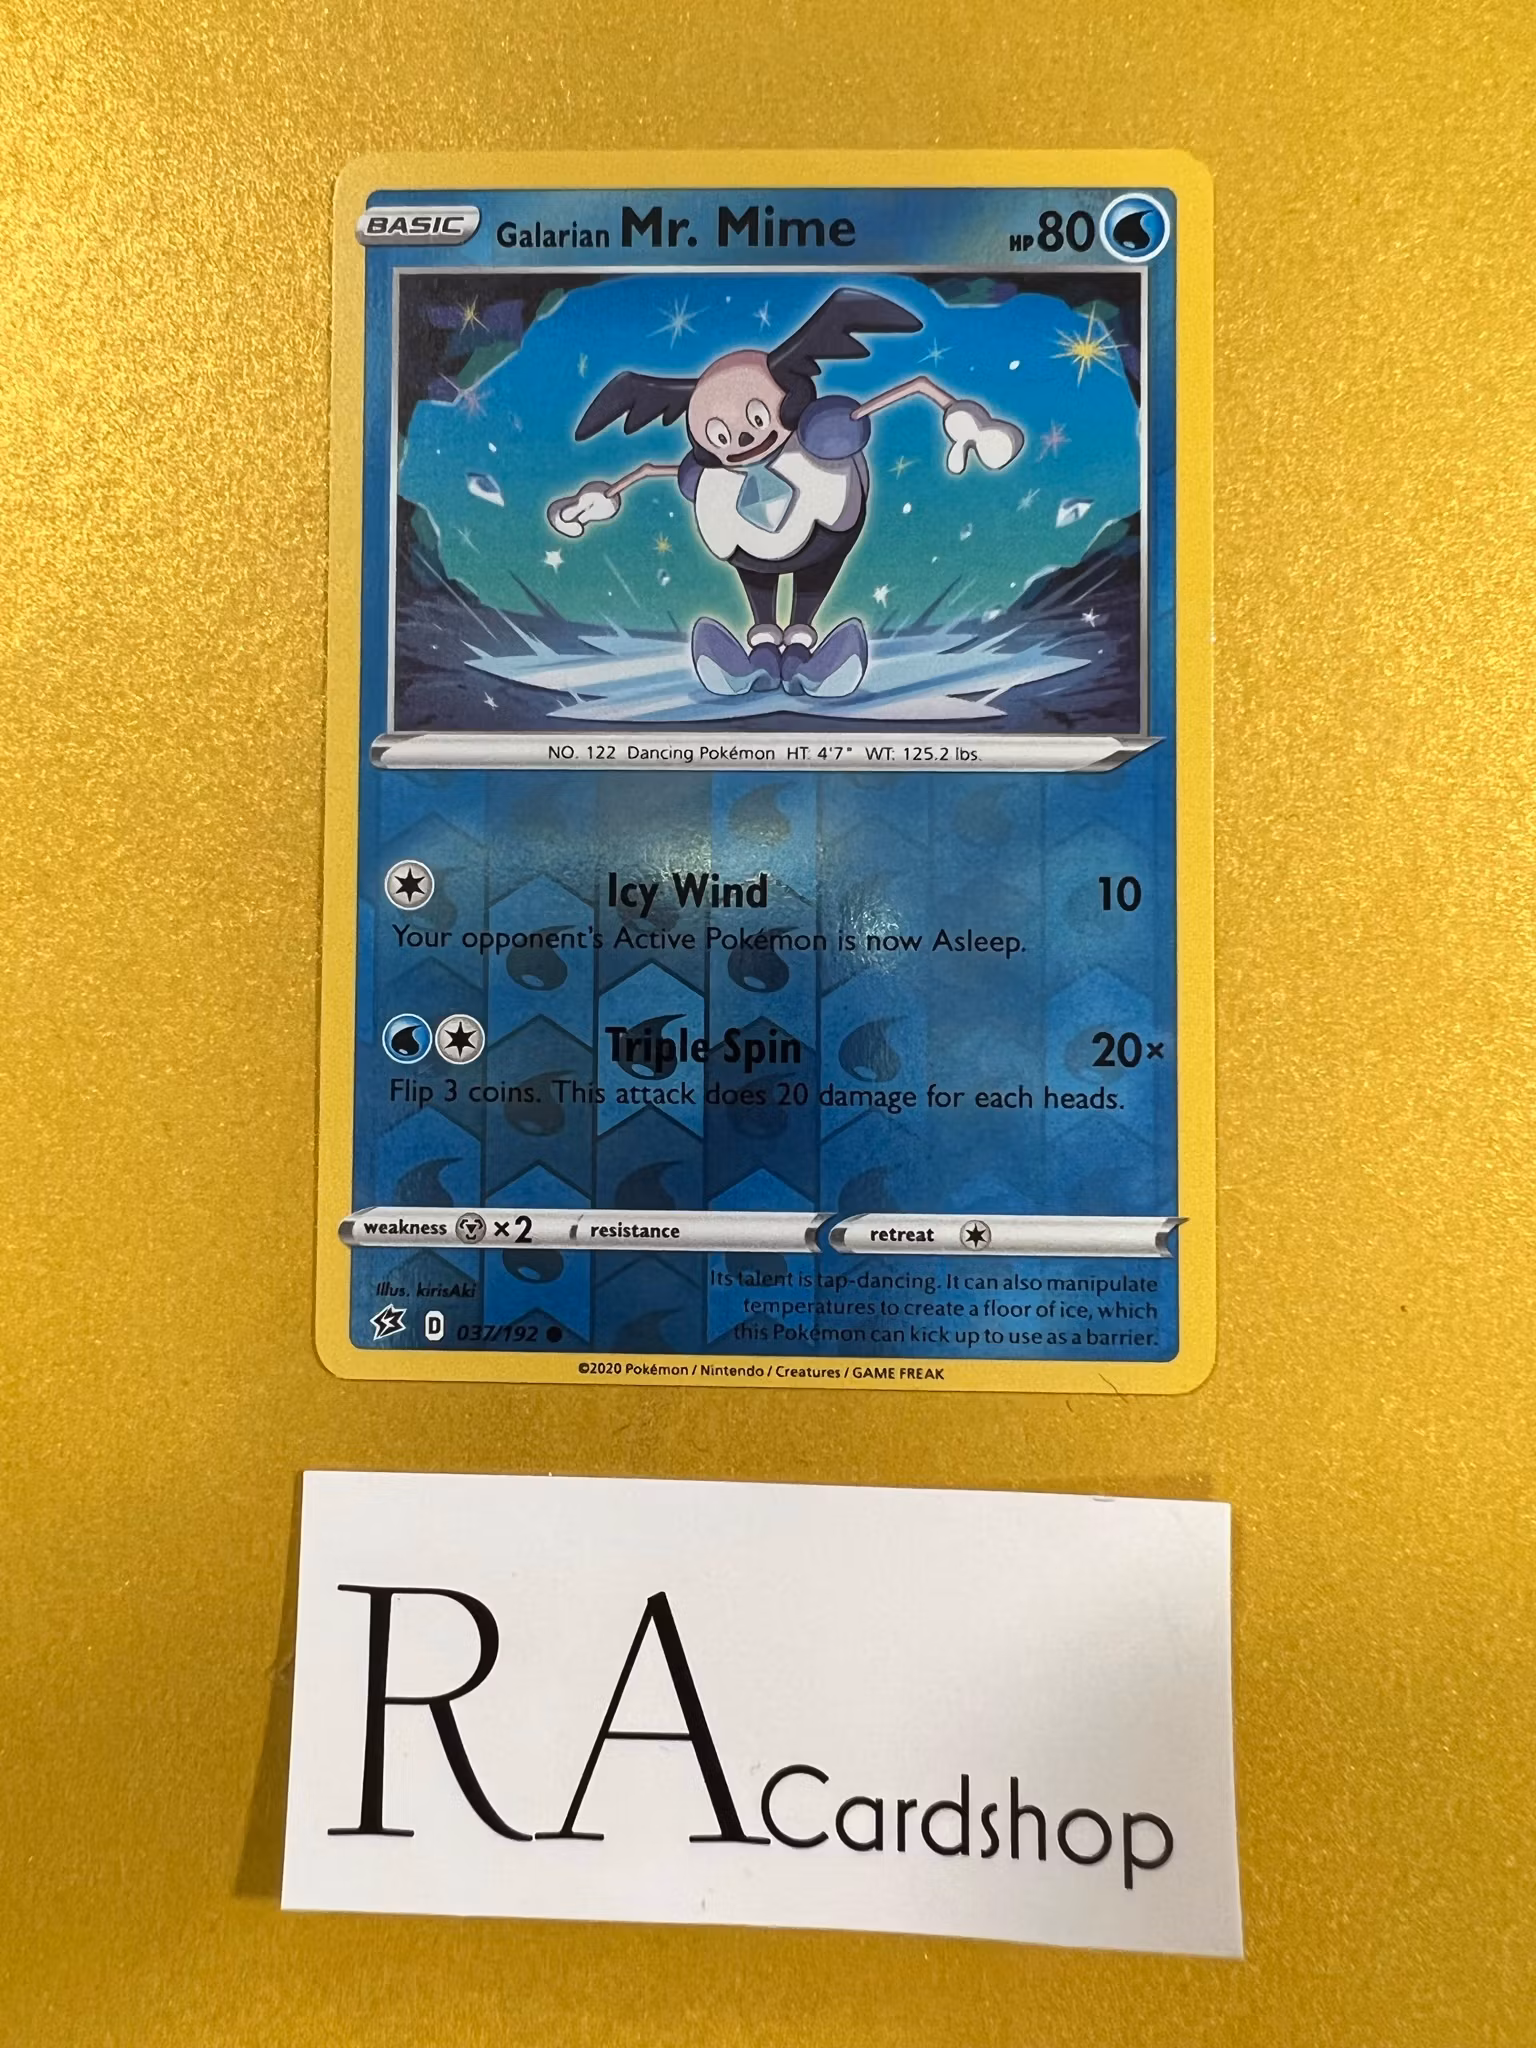 BASIC Galarian Mr. Mime HP 80
NO. 122 Dancing Pokémon HT: 4'7" WT: 125.2 lbs.
Icy Wind 10
Your opponent's Active Pokémon is now Asleep.
Triple Spin 20×
Flip 3 coins. This attack does 20 damage for each heads.
weakness ×2 resistance retreat
Illus. kirisAki
Its talent is tap-dancing. It can also manipulate
temperatures to create a floor of ice, which
this Pokémon can kick up to use as a barrier.
D 037/192
©2020 Pokémon / Nintendo / Creatures / GAME FREAK
RA Cardshop